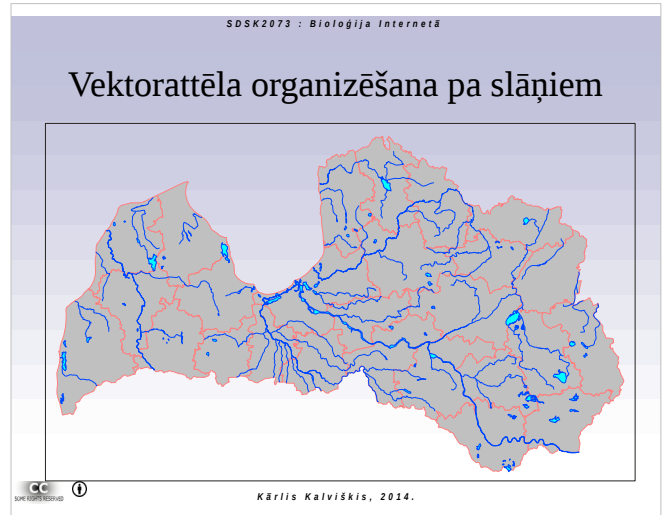 SDSK2073 : Bioloģija Internetā
Vektorattēla organizēšana pa slāņiem
CC
SOME RIGHTS RESERVED
Kārlis Kalviškis, 2014.